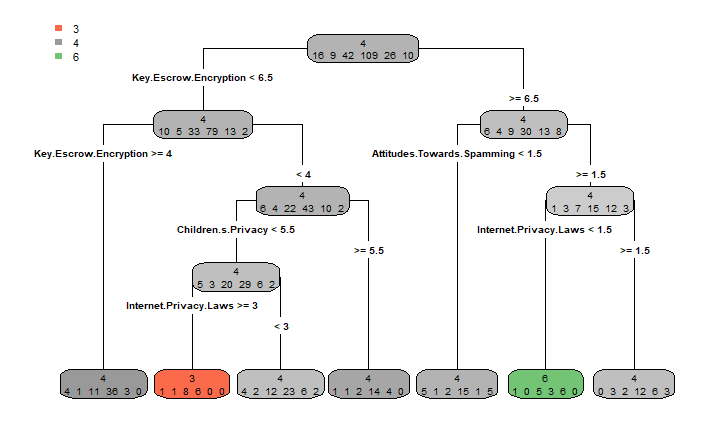 3
4
6
4
16 9 42 109 26 10
Key.Escrow.Encryption < 6.5
>= 6.5
4
10 5 33 79 13 2
4
6 4 9 30 13 8
Key.Escrow.Encryption >= 4
< 4
Attitudes.Towards.Spamming < 1.5
>= 1.5
4
6 4 22 43 10 2
4
1 3 7 15 12 3
Children.s.Privacy < 5.5
>= 5.5
Internet.Privacy.Laws < 1.5
>= 1.5
4
5 3 20 29 6 2
Internet.Privacy.Laws >= 3
< 3
4
4 1 11 36 3 0
3
1 1 8 6 0 0
4
4 2 12 23 6 2
4
1 1 2 14 4 0
4
5 1 2 15 1 5
6
1 0 5 3 6 0
4
0 3 2 12 6 3